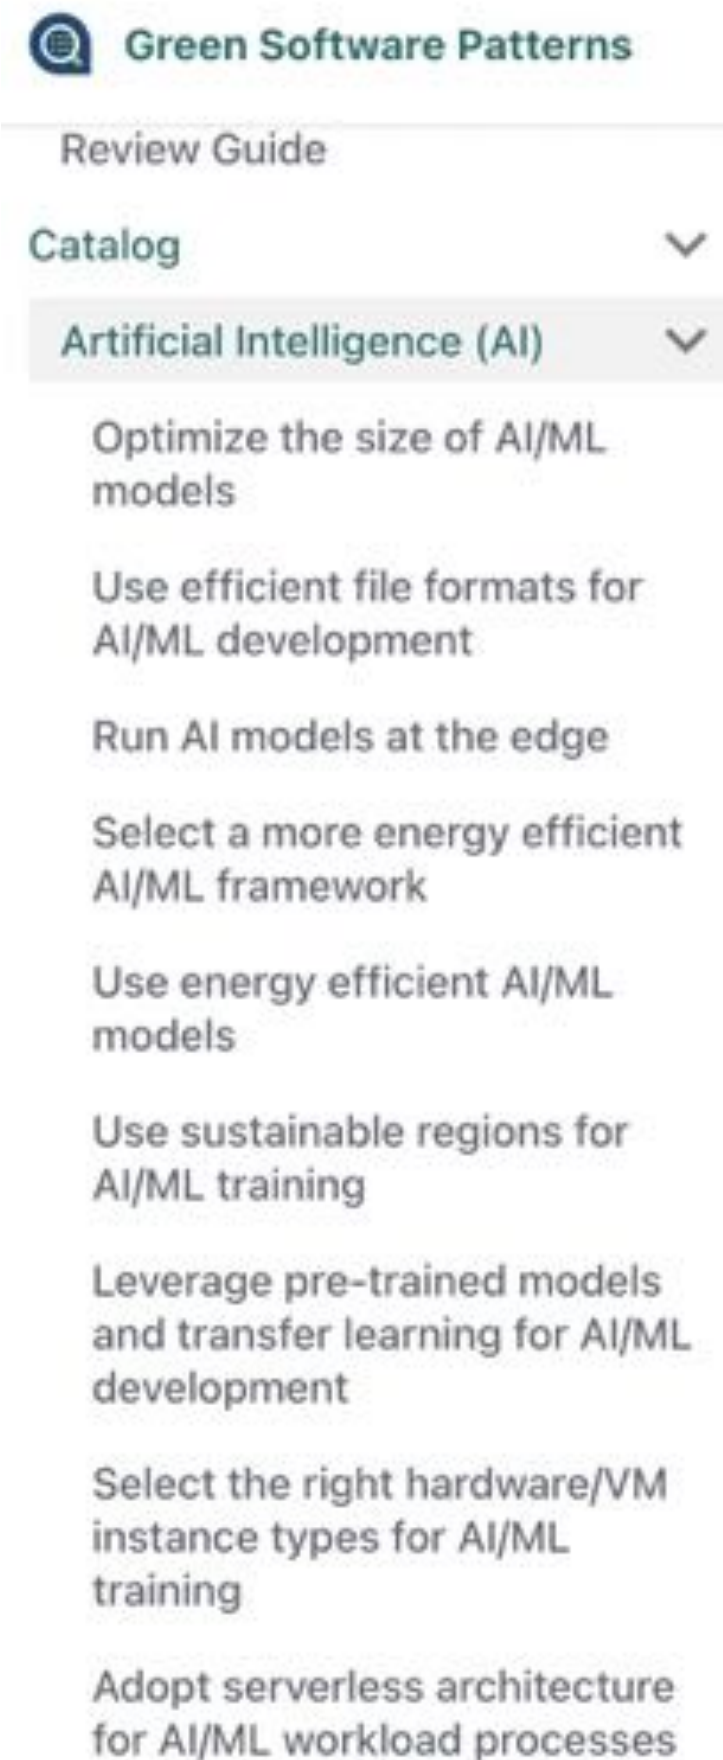 Green Software Patterns
Review Guide
Catalog
Artificial Intelligence (AI)
Optimize the size of AI/ML
models
Use efficient file formats for
AI/ML development
Run AI models at the edge
Select a more energy efficient
AI/ML framework
Use energy efficient AI/ML
models
Use sustainable regions for
AI/ML training
Leverage pre-trained models
and transfer learning for AI/ML
development
Select the right hardware/VM
instance types for AI/ML
training
Adopt serverless architecture
for AI/ML workload processes